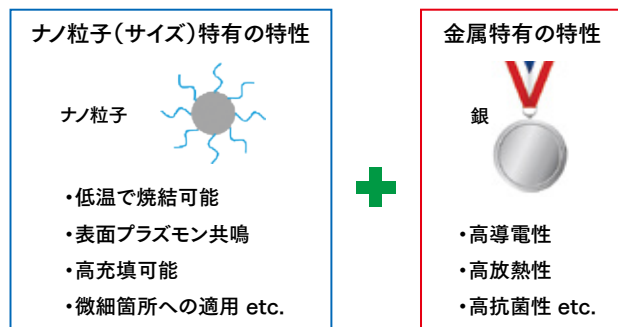 ナノ粒子（サイズ）特有の特性
ナノ粒子
・低温で焼結可能
・表面プラズモン共鳴
・高充填可能
・微細箇所への適用 etc.
金属特有の特性
銀
・高導電性
・高放熱性
・高抗菌性 etc.